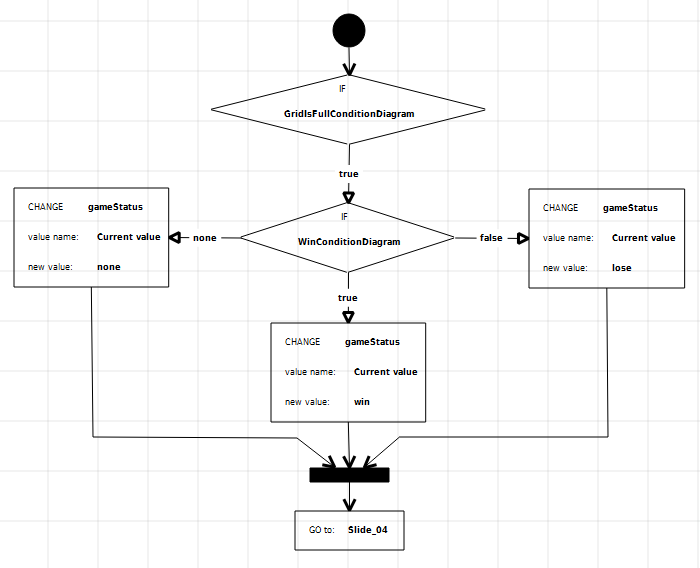 IF
GridIsFullConditionDiagram
true
CHANGE gameStatus
value name: Current value
new value: none
none
IF
WinConditionDiagram
false
CHANGE gameStatus
value name: Current value
new value: lose
true
CHANGE gameStatus
value name: Current value
new value: win
GO to: Slide_04